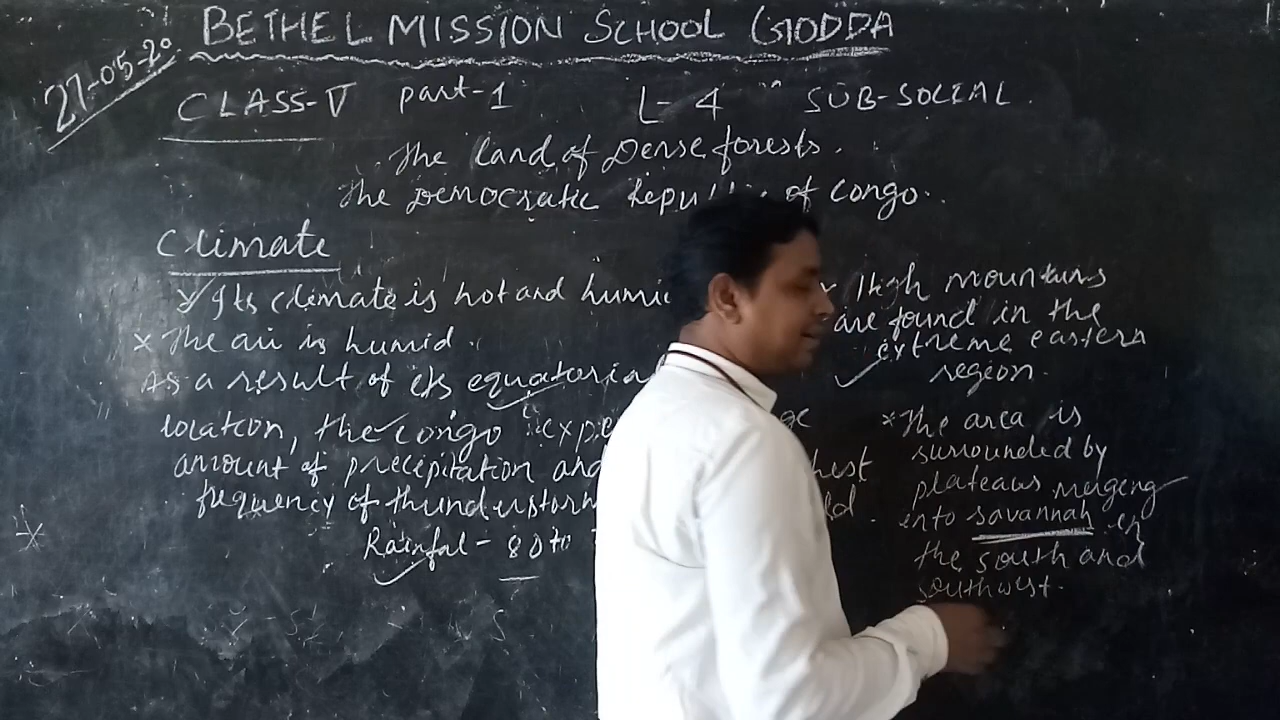 BETHEL MISSION SCHOOL GODDA
27-05-20
CLASS-V part-1 L-4 SUB-SOCIAL
The land of Dense forests.
The Democratic of congo.
Climate
Its climate is hot and
* The air is humid.
As a result of its
location, the congo
amount of precipitation and
frequency of
Rainfal - 80 to
* High mountains
are found in the
extreme eastern
region.
* The area is
surrounded by
plateaus merging
into savannah in
the south and
southwest.